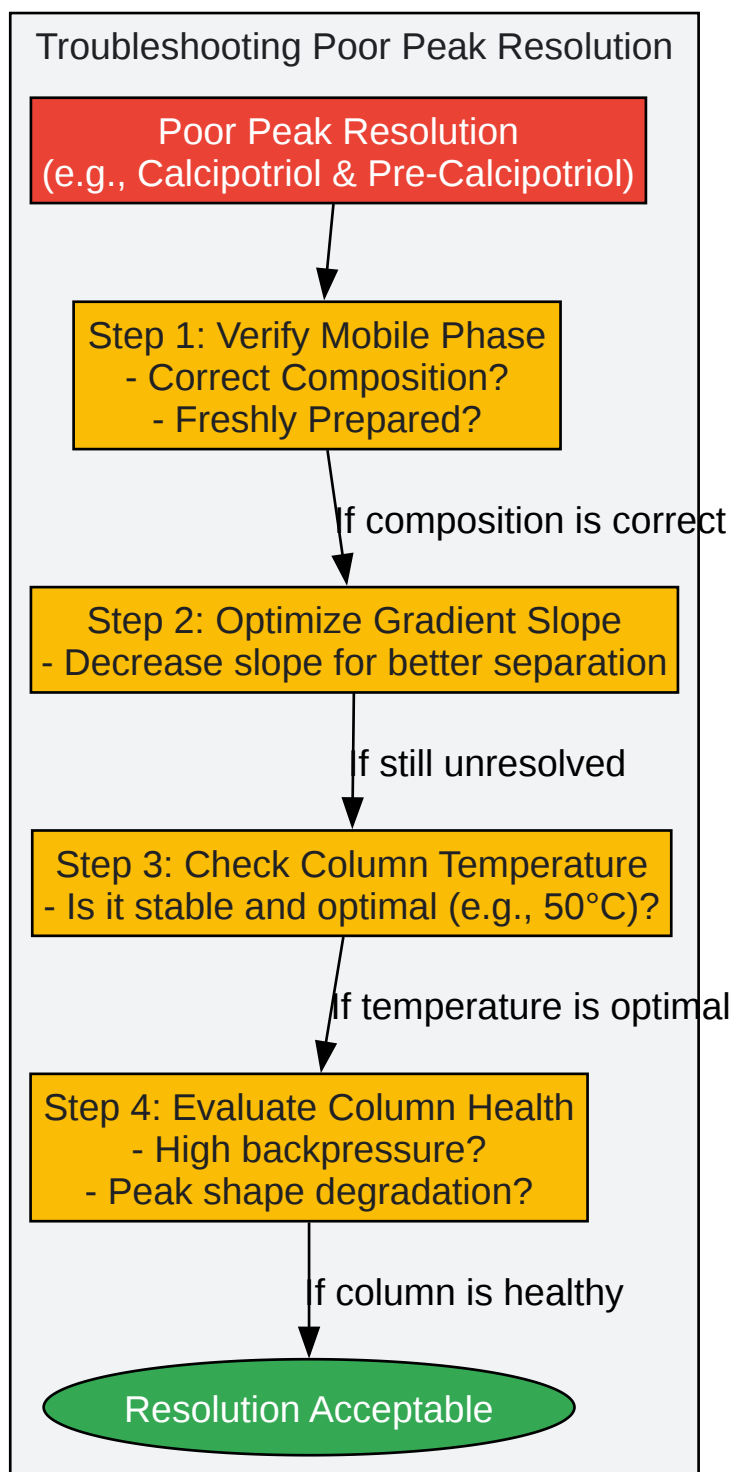 Troubleshooting Poor Peak Resolution
Poor Peak Resolution
(e.g., Calcipotriol & Pre-Calcipotriol)
Step 1: Verify Mobile Phase
- Correct Composition?
- Freshly Prepared?
If composition is correct
Step 2: Optimize Gradient Slope
- Decrease slope for better separation
If still unresolved
Step 3: Check Column Temperature
- Is it stable and optimal (e.g., 50°C)?
If temperature is optimal
Step 4: Evaluate Column Health
- High backpressure?
- Peak shape degradation?
If column is healthy
Resolution Acceptable